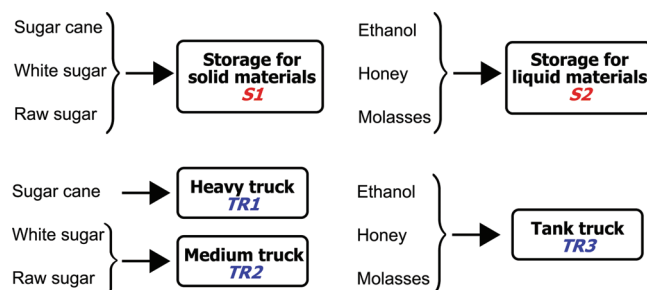 Sugar cane
White sugar
Raw sugar
Storage for
solid materials
S1
Ethanol
Honey
Molasses
Storage for
liquid materials
S2
Sugar cane
Heavy truck
TR1
White sugar
Raw sugar
Medium truck
TR2
Ethanol
Honey
Molasses
Tank truck
TR3